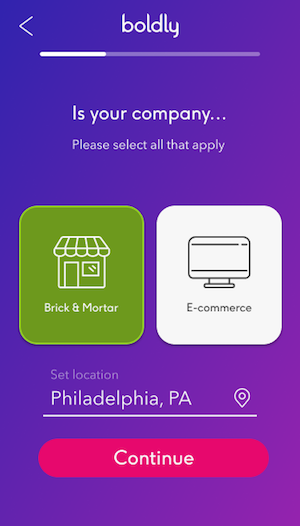 boldly
Is your company...
Please select all that apply
Brick & Mortar
E-commerce
Set location
Philadelphia, PA
Continue